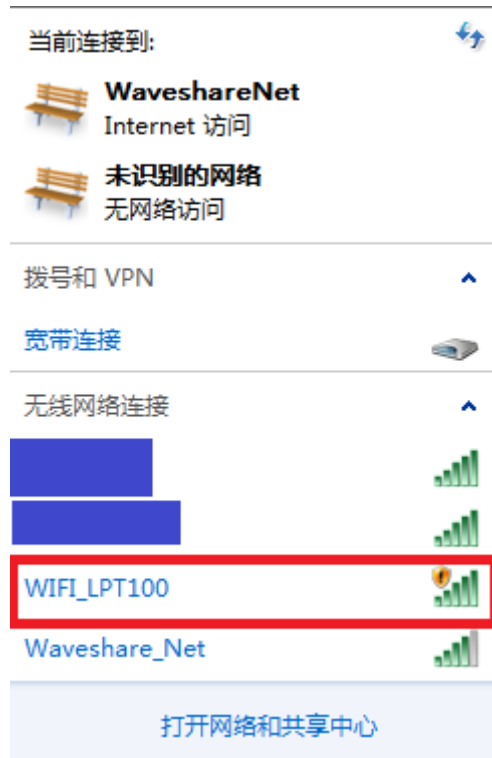 当前连接到:
WaveshareNet
Internet 访问
未识别的网络
无网络访问
拨号和 VPN
宽带连接
无线网络连接
WIFI_LPT100
Waveshare_Net
打开网络和共享中心